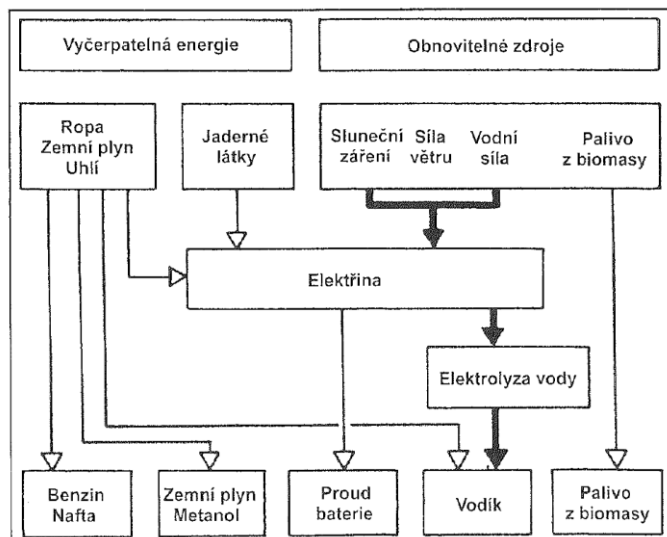 Vyčerpatelná energie
Obnovitelné zdroje
Ropa
Zemní plyn
Uhlí
Jaderné
látky
Sluneční
záření
Síla
větru
Vodní
síla
Palivo
z biomasy
Elektřina
Elektrolyza vody
Benzin
Nafta
Zemní plyn
Metanol
Proud
baterie
Vodík
Palivo
z biomasy